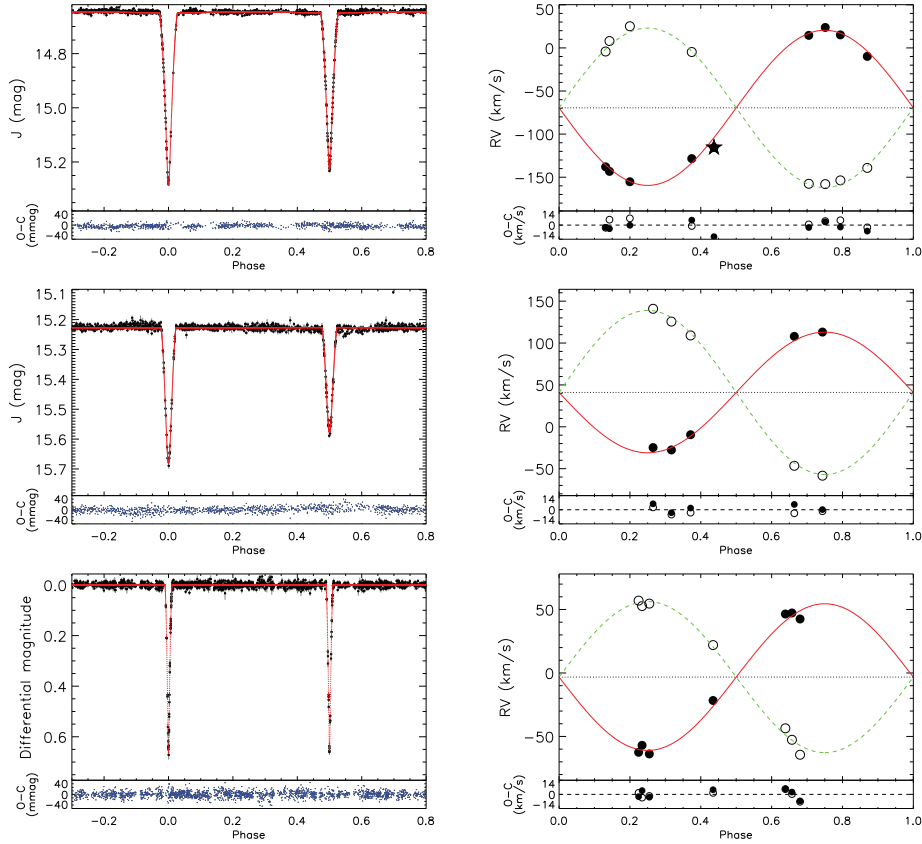 14.8
15.0
15.2
J (mag)
40
0
−40
O−C
(mmag)
−0.2 0.0 0.2 0.4 0.6 0.8
Phase
50
0
−50
−100
−150
RV (km/s)
14
0
−14
O−C
(km/s)
0.0 0.2 0.4 0.6 0.8 1.0
Phase
15.1
15.2
15.3
15.4
15.5
15.6
15.7
J (mag)
40
0
−40
O−C
(mmag)
−0.2 0.0 0.2 0.4 0.6 0.8
Phase
150
100
50
0
−50
RV (km/s)
14
0
−14
O−C
(km/s)
0.0 0.2 0.4 0.6 0.8 1.0
Phase
0.0
0.2
0.4
0.6
Differential magnitude
40
0
−40
O−C
(mmag)
−0.2 0.0 0.2 0.4 0.6 0.8
Phase
50
0
−50
RV (km/s)
14
0
−14
O−C
(km/s)
0.0 0.2 0.4 0.6 0.8 1.0
Phase